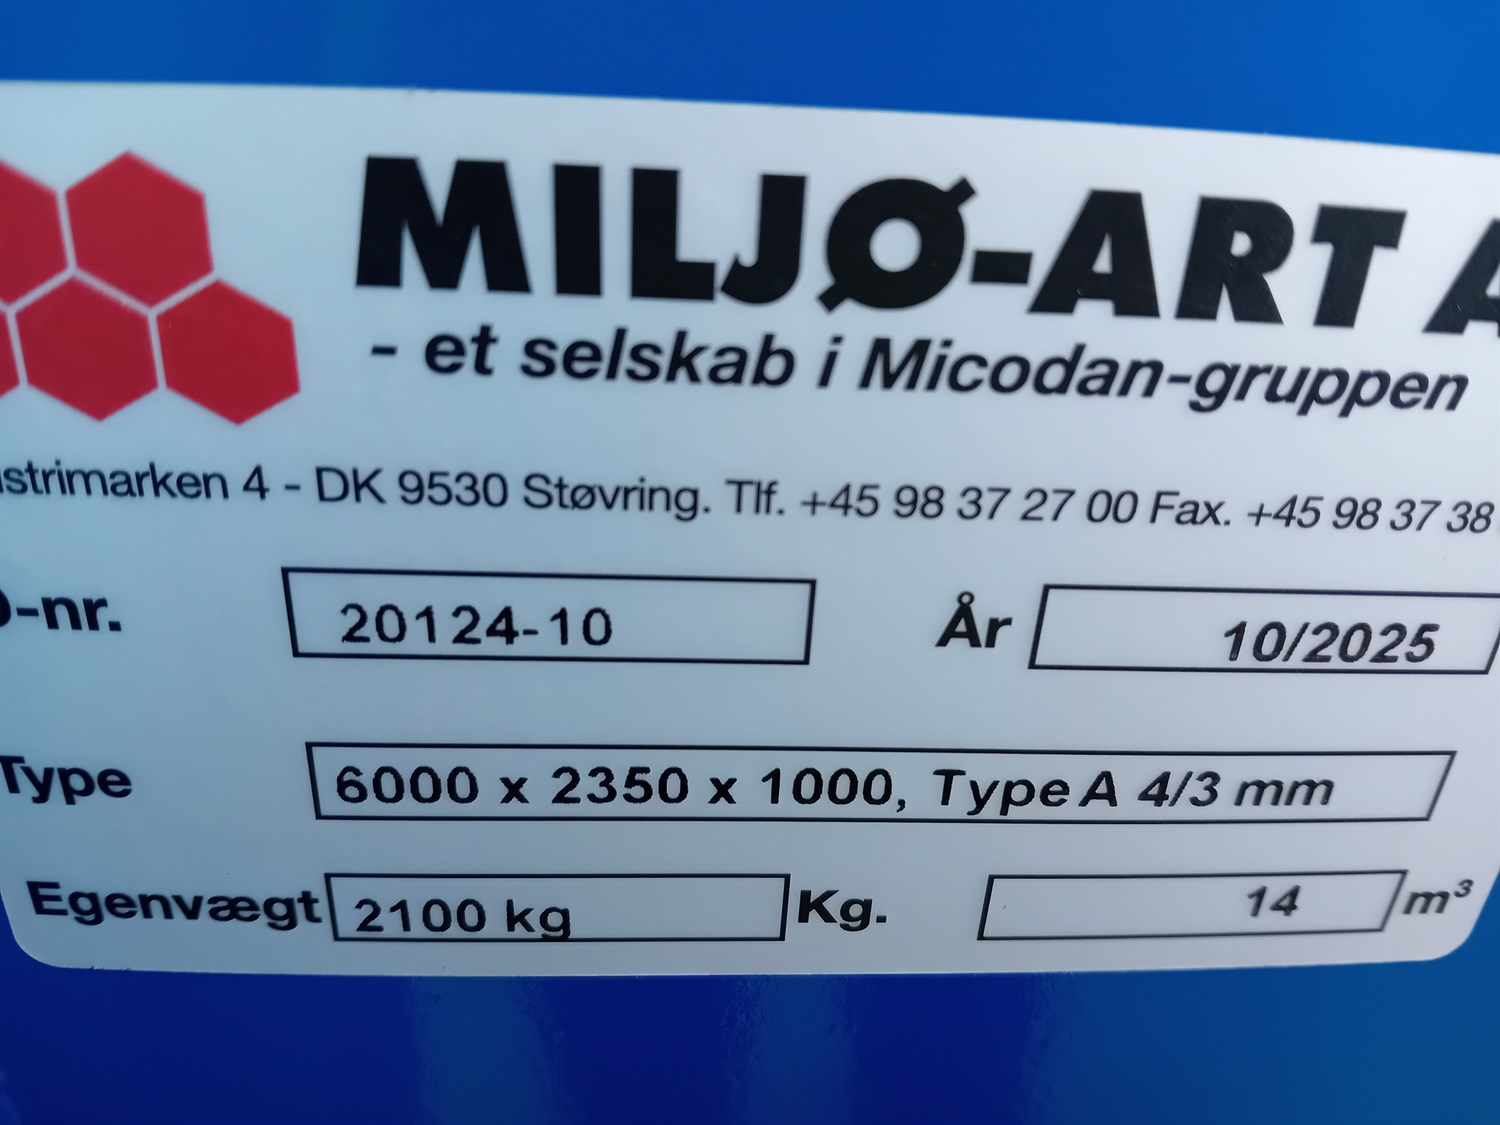 MILJØ-ART A
- et selskab i Micodan-gruppen
strimarken 4 - DK 9530 Støvring. Tlf. +45 98 37 27 00 Fax. +45 98 37 38
-nr. 20124-10 År 10/2025
Type 6000 x 2350 x 1000, Type A 4/3 mm
Egenvægt 2100 kg Kg. 14 m³